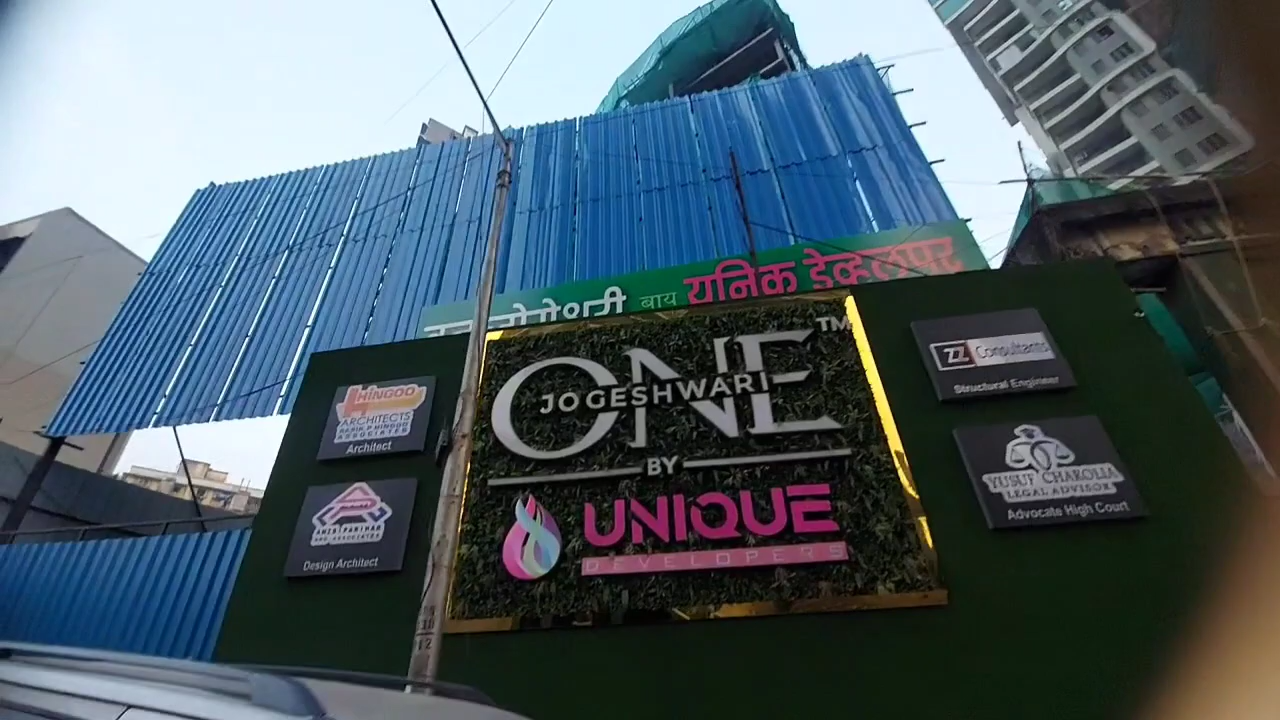 बाय युनिक डेव्हलपर
HINGOO
ARCHITECTS
ASSOCIATES
Architect
Design Architect
ONE™
JOGESHWARI
BY
UNIQUE
DEVELOPERS
ZZ Consultants
Structural Engineer
YUSUF CHAROLIA
LEGAL ADVISOR
Advocate High Court